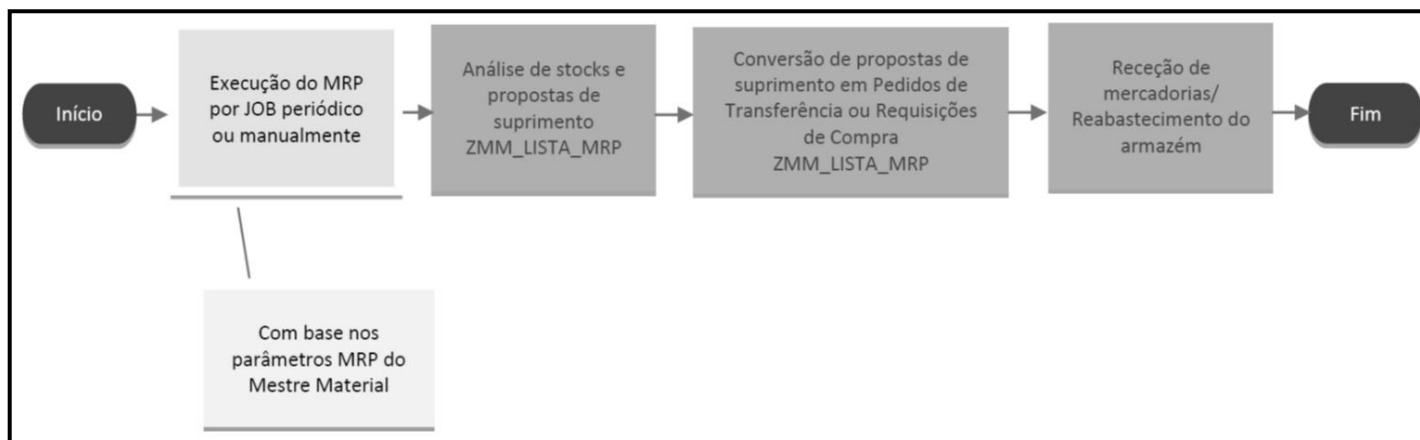 Início
Execução do MRP
por JOB periódico
ou manualmente
Análise de stocks e
propostas de
suprimento
ZMM_LISTA_MRP
Conversão de propostas
de suprimento em Pedidos
de Transferência ou
Requisições de Compra
ZMM_LISTA_MRP
Receção de
mercadorias/
Reabastecimento do
armazém
Fim
Com base nos
parâmetros MRP do
Mestre Material